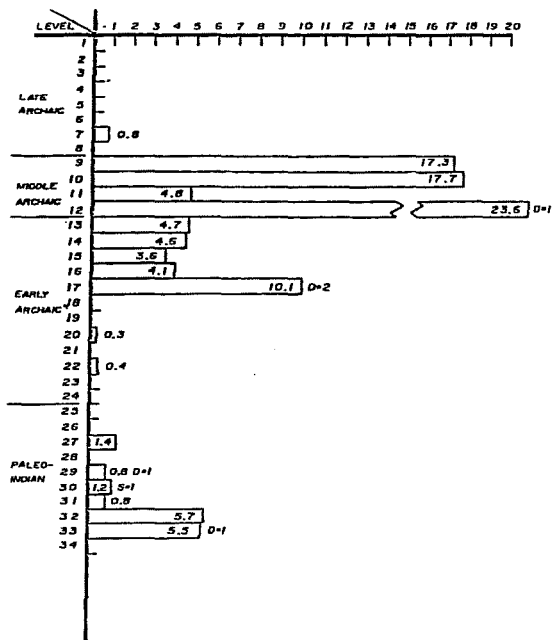 LEVEL - 1 2 3 4 5 6 7 8 9 10 11 12 13 14 15 16 17 18 19 20
1
2
3
4
LATE
5
ARCHAIC
6
7 0.8
8
9 17.3
10 17.7
MIDDLE
11 4.8
ARCHAIC
12 23.6 D=1
13 4.7
14 4.6
15 3.6
16 4.1
17 10.1 D=2
EARLY
18
ARCHAIC
19
20 0.3
21
22 0.4
23
24
25
26
27 1.4
28
PALEO-
29 0.8 D=1
INDIAN
30 1.2 S=1
31 0.8
32 5.7
33 5.5 D=1
34